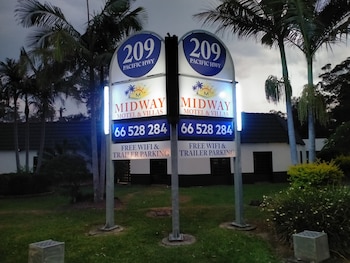 209
PACIFIC HWY
MIDWAY
MOTEL & VILLAS
66 528 284
FREE WIFI &
TRAILER PARKING
209
PACIFIC HWY
MIDWAY
MOTEL & VILLAS
66 528 284
FREE WIFI &
TRAILER PARKING